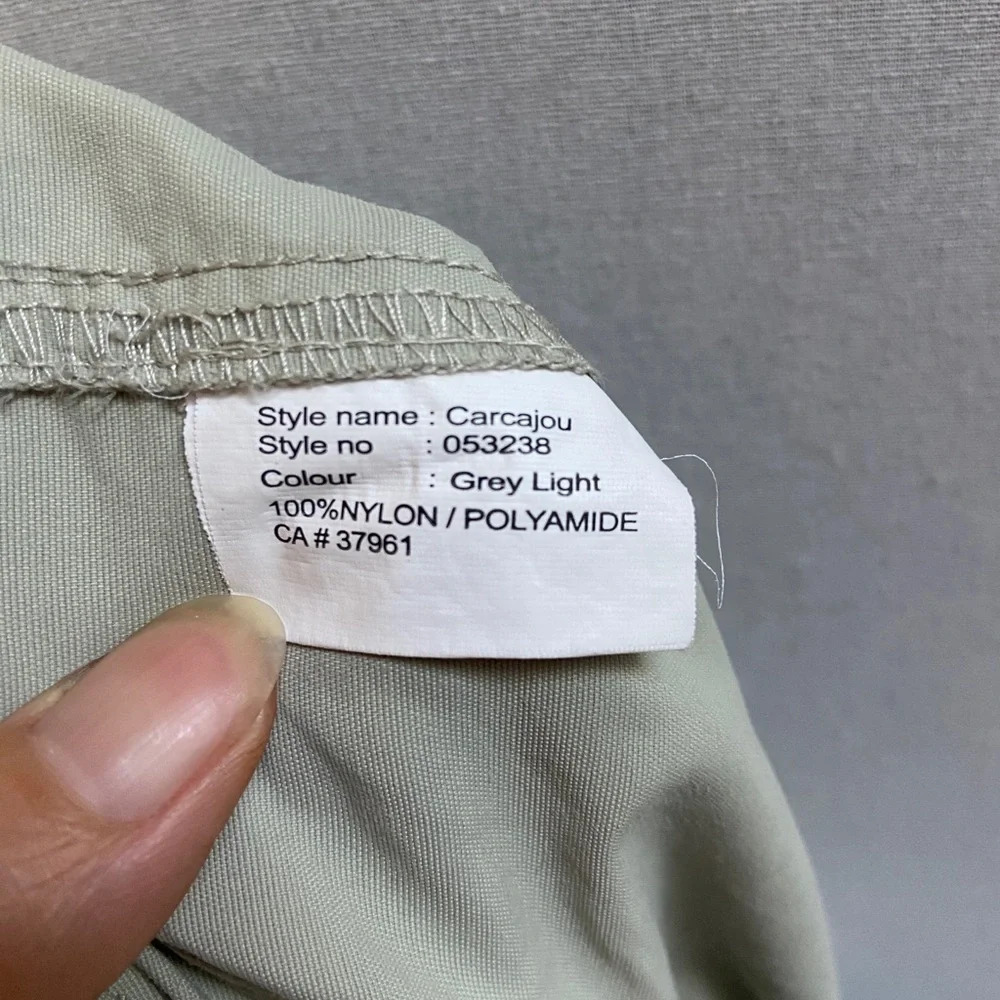 Style name : Carcajou
Style no : 053238
Colour : Grey Light
100%NYLON / POLYAMIDE
CA # 37961